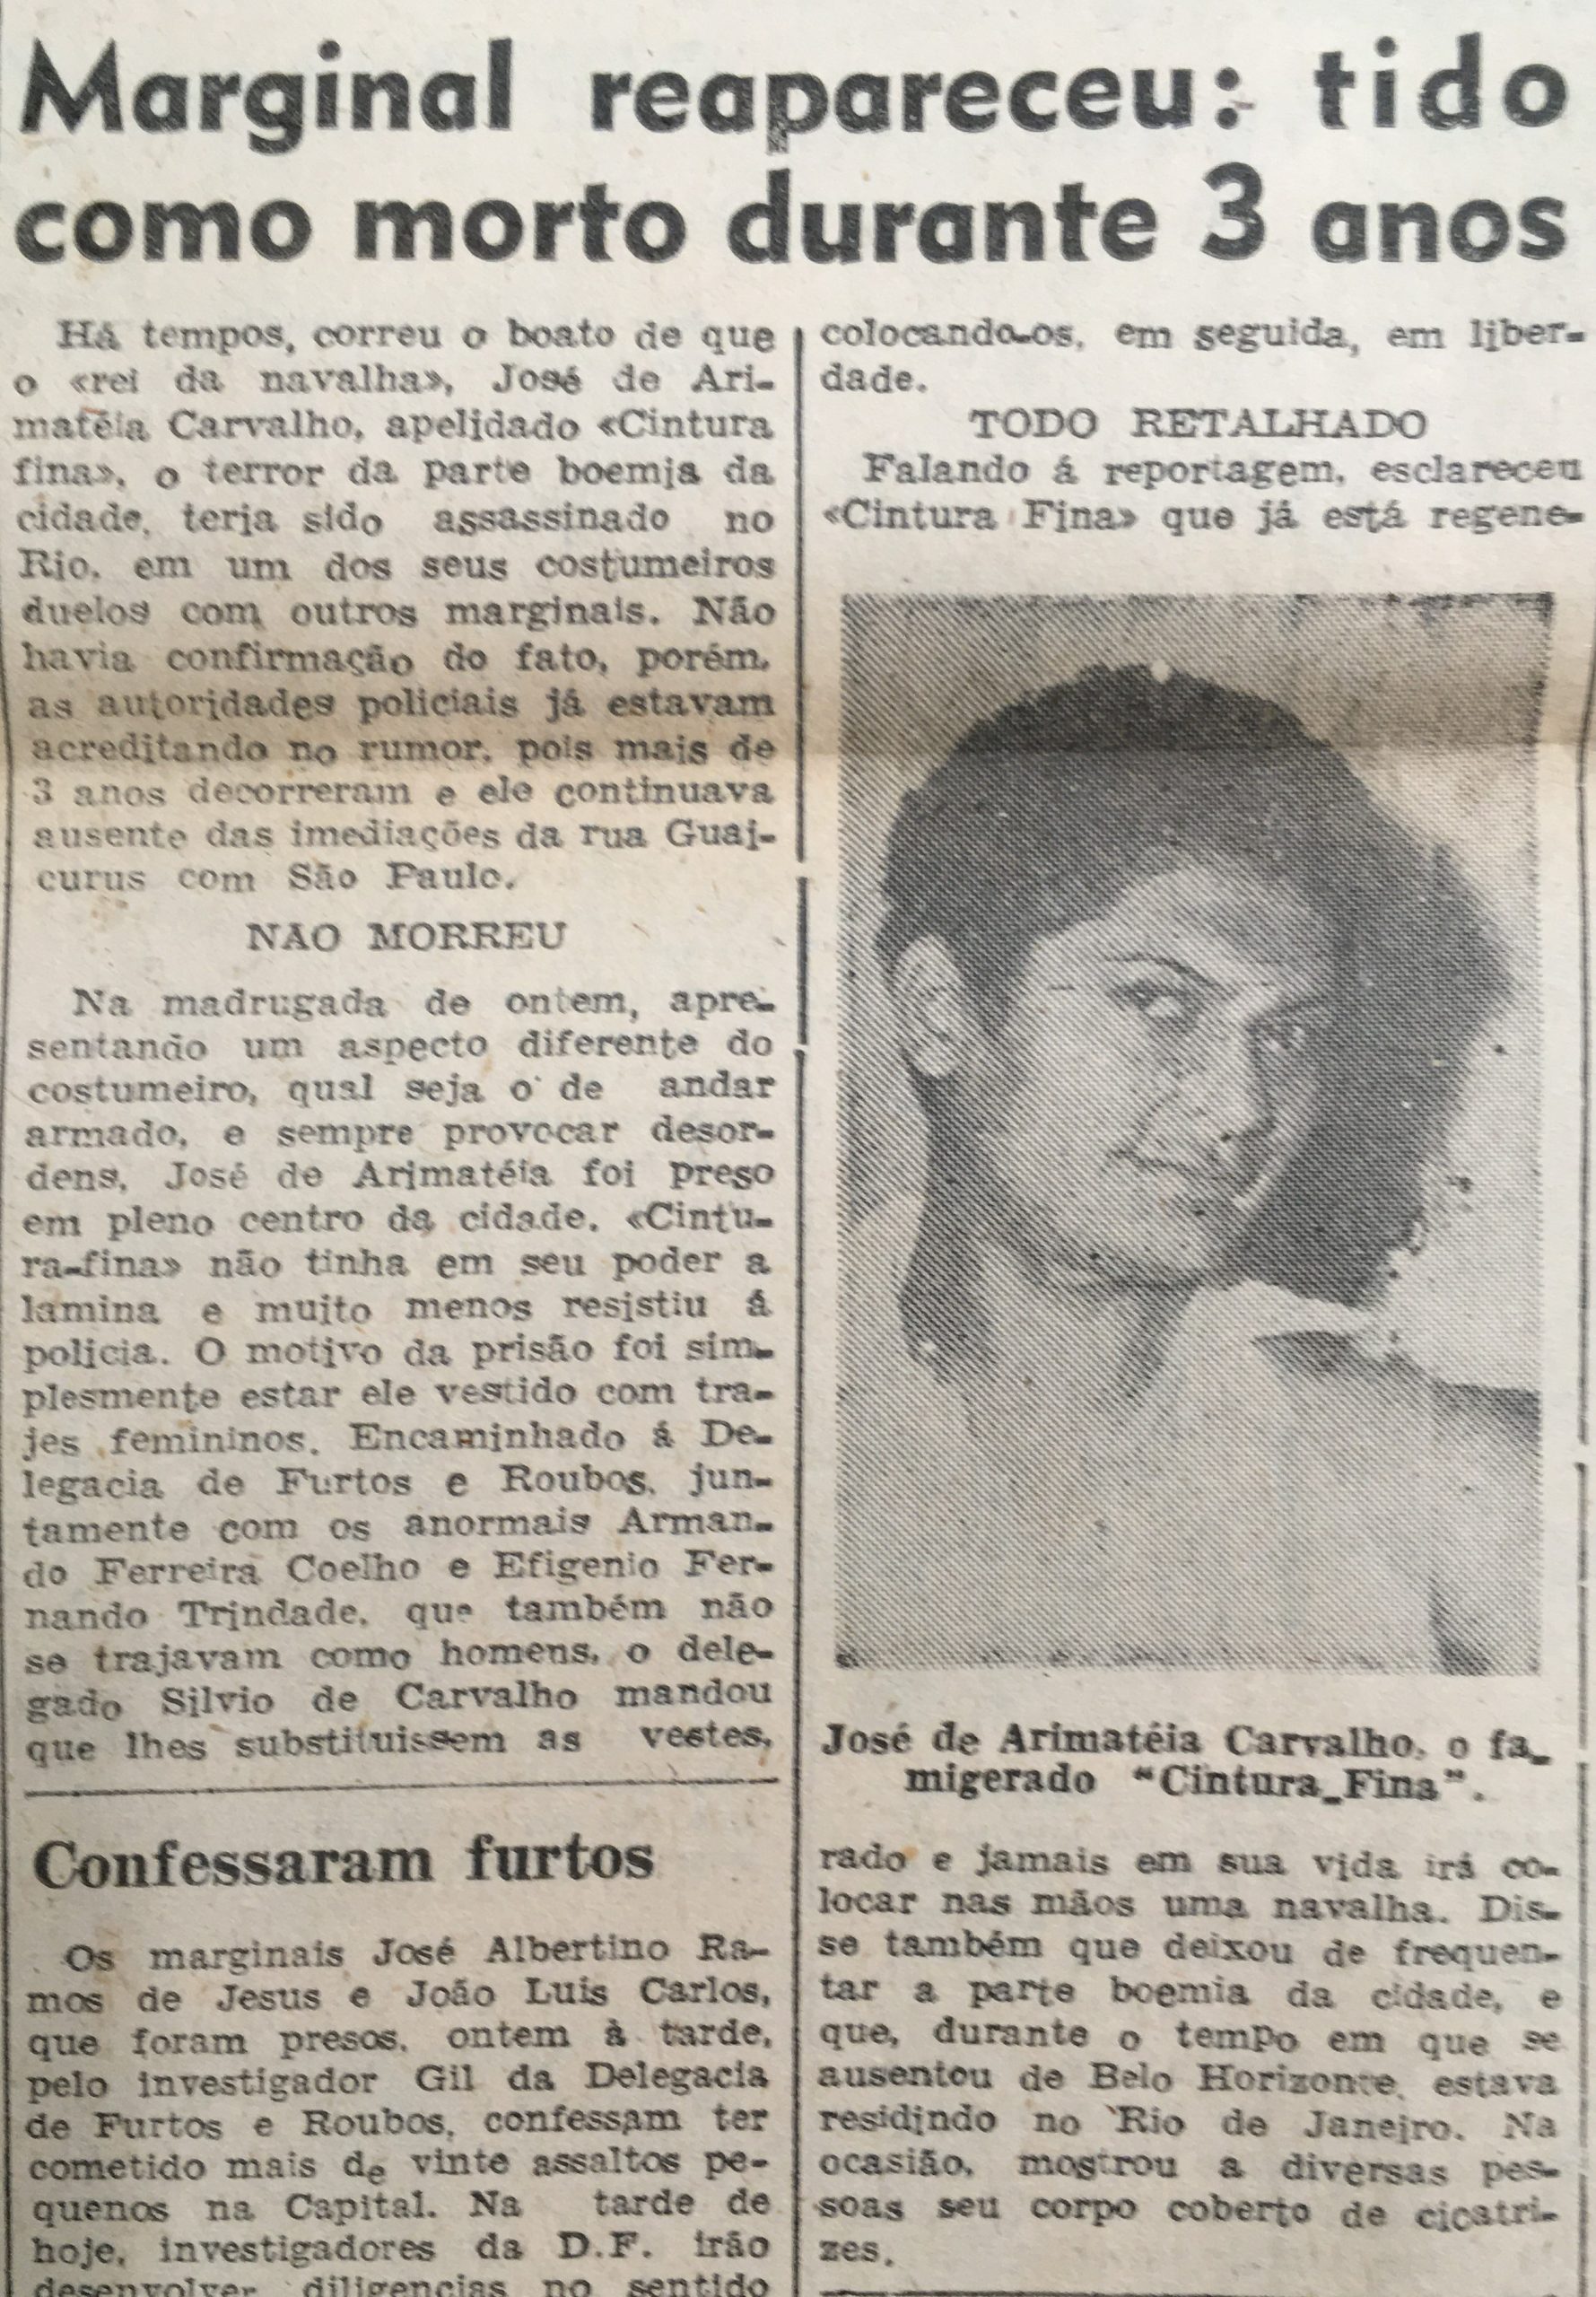 Marginal reapareceu: tido
como morto durante 3 anos
Há tempos, correu o boato de que
o «rei da navalha», José de Ari-
matéia Carvalho, apelidado «Cintura
fina», o terror da parte boemia da
cidade, teria sido assassinado no
Rio, em um dos seus costumeiros
duelos com outros marginais. Não
havia confirmação do fato, porém,
as autoridades policiais já estavam
acreditando no rumor, pois mais de
3 anos decorreram e ele continuava
ausente das imediações da rua Guai-
curus com São Paulo.
NAO MORREU
Na madrugada de ontem, apre-
sentando um aspecto diferente do
costumeiro, qual seja o de andar
armado, e sempre provocar desor-
dens, José de Arimatéia foi preso
em pleno centro da cidade. «Cintu-
ra-fina» não tinha em seu poder a
lamina e muito menos resistiu á
policia. O motivo da prisão foi sim-
plesmente estar ele vestido com tra-
jes femininos. Encaminhado á De-
legacia de Furtos e Roubos, jun-
tamente com os anormais Arman-
do Ferreira Coelho e Efigenio Fer-
nando Trindade, que também não
se trajavam como homens, o dele-
gado Silvio de Carvalho mandou
que lhes substituissem as vestes,
Confessaram furtos
Os marginais José Albertino Ra-
mos de Jesus e João Luis Carlos,
que foram presos, ontem à tarde,
pelo investigador Gil da Delegacia
de Furtos e Roubos, confessam ter
cometido mais de vinte assaltos pe-
quenos na Capital. Na tarde de
hoje, investigadores da D.F. irão
desenvolver diligencias no sentido
colocando-os, em seguida, em liber-
dade.
TODO RETALHADO
Falando á reportagem, esclareceu
«Cintura Fina» que já está regene-
José de Arimatéia Carvalho, o fa-
migerado "Cintura-Fina".
rado e jamais em sua vida irá co-
locar nas mãos uma navalha. Dis-
se também que deixou de frequen-
tar a parte boemia da cidade, e
que, durante o tempo em que se
ausentou de Belo Horizonte, estava
residindo no Rio de Janeiro. Na
ocasião, mostrou a diversas pes-
soas seu corpo coberto de cicatri-
zes.